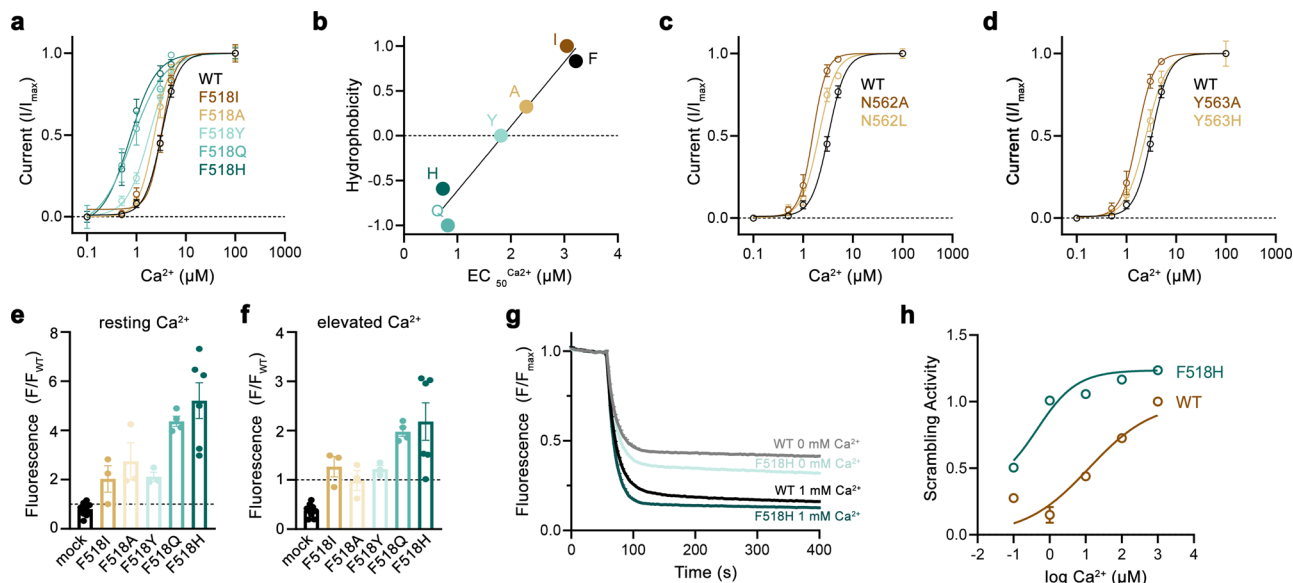 a
Current (I/Imax)
1.0
0.5
0.0
0.1
1
10
100
1000
Ca²⁺ (μM)
WT
F518I
F518A
F518Y
F518Q
F518H
b
Hydrophobicity
1.0
0.5
0.0
-0.5
-1.0
0
1
2
3
4
EC 50 Ca²⁺ (μM)
I
F
A
Y
H
Q
c
Current (I/Imax)
1.0
0.5
0.0
0.1
1
10
100
1000
Ca²⁺ (μM)
WT
N562A
N562L
d
Current (I/Imax)
1.0
0.5
0.0
0.1
1
10
100
1000
Ca²⁺ (μM)
WT
Y563A
Y563H
e
resting Ca²⁺
Fluorescence (F/FWT)
8
6
4
2
0
mock
F518I
F518A
F518Y
F518Q
F518H
f
elevated Ca²⁺
Fluorescence (F/FWT)
4
3
2
1
0
mock
F518I
F518A
F518Y
F518Q
F518H
g
Fluorescence (F/Fmax)
1.0
0.5
0.0
0
100
200
300
400
Time (s)
WT 0 mM Ca²⁺
F518H 0 mM Ca²⁺
WT 1 mM Ca²⁺
F518H 1 mM Ca²⁺
h
Scrambling Activity
1.5
1.0
0.5
0.0
-2
-1
0
1
2
3
4
log Ca²⁺ (μM)
F518H
WT